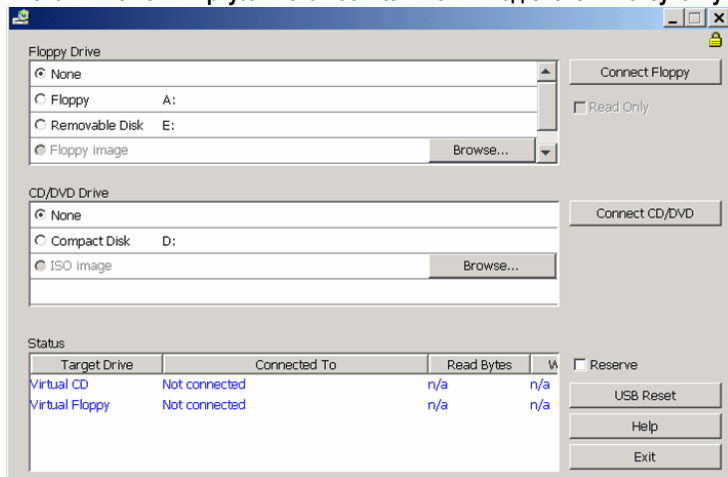 Floppy Drive
None
Connect Floppy
Floppy A:
Read Only
Removable Disk E:
Floppy image Browse...
CD/DVD Drive
None
Connect CD/DVD
Compact Disk D:
ISO image Browse...
Status
Target Drive Connected To Read Bytes W
Reserve
Virtual CD Not connected n/a n/a
USB Reset
Virtual Floppy Not connected n/a n/a
Help
Exit